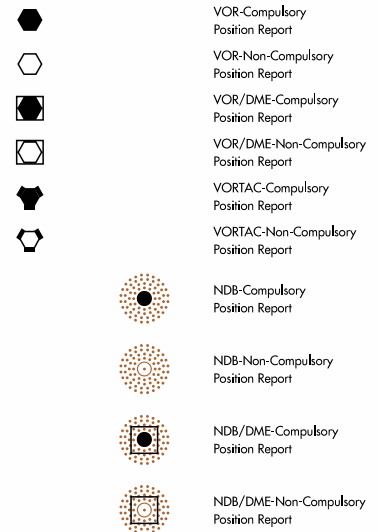 VOR-Compulsory
Position Report
VOR-Non-Compulsory
Position Report
VOR/DME-Compulsory
Position Report
VOR/DME-Non-Compulsory
Position Report
VORTAC-Compulsory
Position Report
VORTAC-Non-Compulsory
Position Report
NDB-Compulsory
Position Report
NDB-Non-Compulsory
Position Report
NDB/DME-Compulsory
Position Report
NDB/DME-Non-Compulsory
Position Report